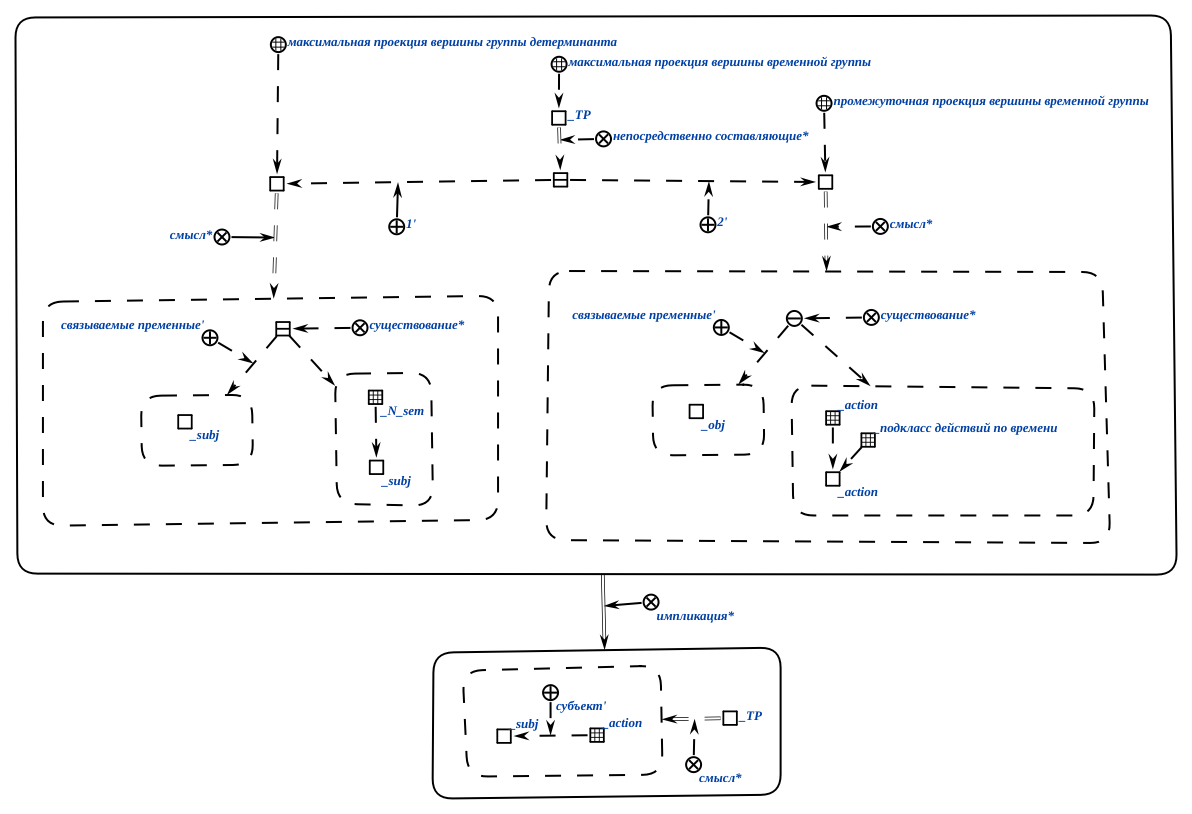 максимальная проекция вершины группы детерминанта
максимальная проекция вершины временной группы
промежуточная проекция вершины временной группы
_TP
непосредственно составляющие*
смысл*
1'
2'
смысл*
связываемые пременные'
существование*
связываемые пременные'
существование*
_subj
_N_sem
_subj
_obj
_action
подкласс действий по времени
_action
импликация*
субъект'
_subj
_action
_TP
смысл*